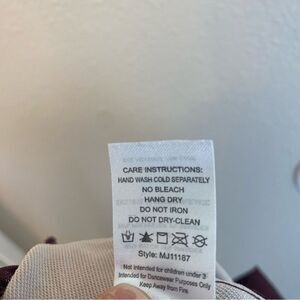 CARE INSTRUCTIONS:
HAND WASH COLD SEPARATELY
NO BLEACH
HANG DRY
DO NOT IRON
DO NOT DRY-CLEAN
Style: MJ11187
Not intended for children under 3
Intended for Dancewear Purposes Only
Keep Away from Fire